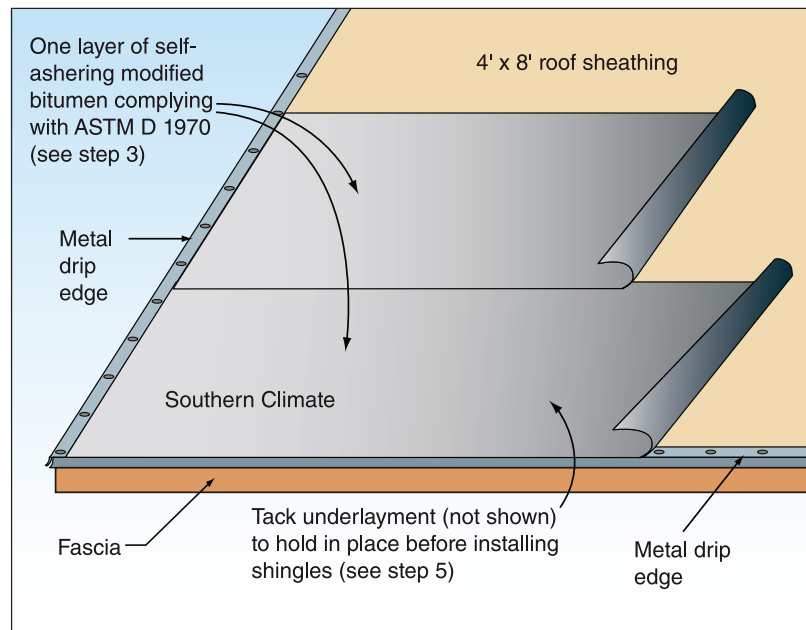 One layer of self-
ashering modified
bitumen complying
with ASTM D 1970
(see step 3)
4' x 8' roof sheathing
Metal
drip
edge
Southern Climate
Fascia
Tack underlayment (not shown)
to hold in place before installing
shingles (see step 5)
Metal drip
edge